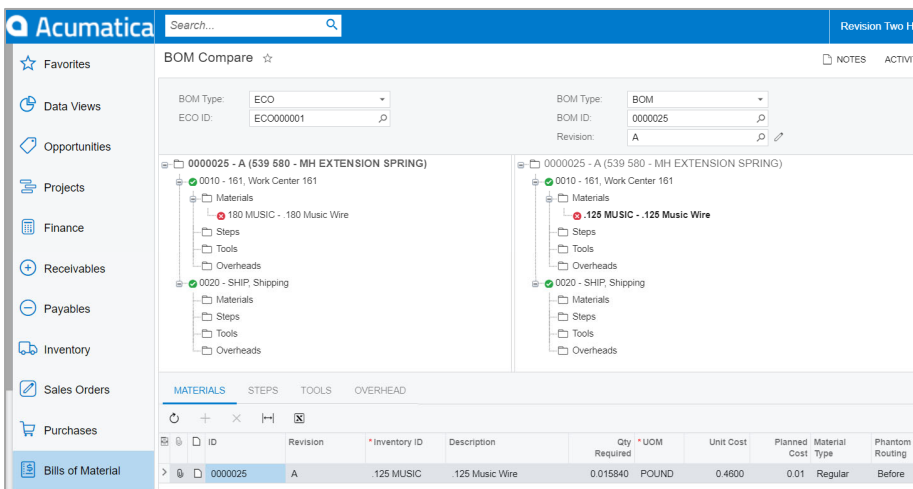 Acumatica
Search...
Revision Two H
Favorites
Data Views
Opportunities
Projects
Finance
Receivables
Payables
Inventory
Sales Orders
Purchases
Bills of Material
BOM Compare
NOTES ACTIVI
BOM Type: ECO
ECO ID: ECO000001
BOM Type: BOM
BOM ID: 0000025
Revision: A
0000025 - A (539 580 - MH EXTENSION SPRING)
0010 - 161, Work Center 161
Materials
180 MUSIC - .180 Music Wire
Steps
Tools
Overheads
0020 - SHIP, Shipping
Materials
Steps
Tools
Overheads
0000025 - A (539 580 - MH EXTENSION SPRING)
0010 - 161, Work Center 161
Materials
.125 MUSIC - .125 Music Wire
Steps
Tools
Overheads
0020 - SHIP, Shipping
Materials
Steps
Tools
Overheads
MATERIALS STEPS TOOLS OVERHEAD
ID Revision * Inventory ID Description Qty Required * UOM Unit Cost Planned Cost Material Type Phantom Routing
0000025 A .125 MUSIC .125 Music Wire 0.015840 POUND 0.4600 0.01 Regular Before